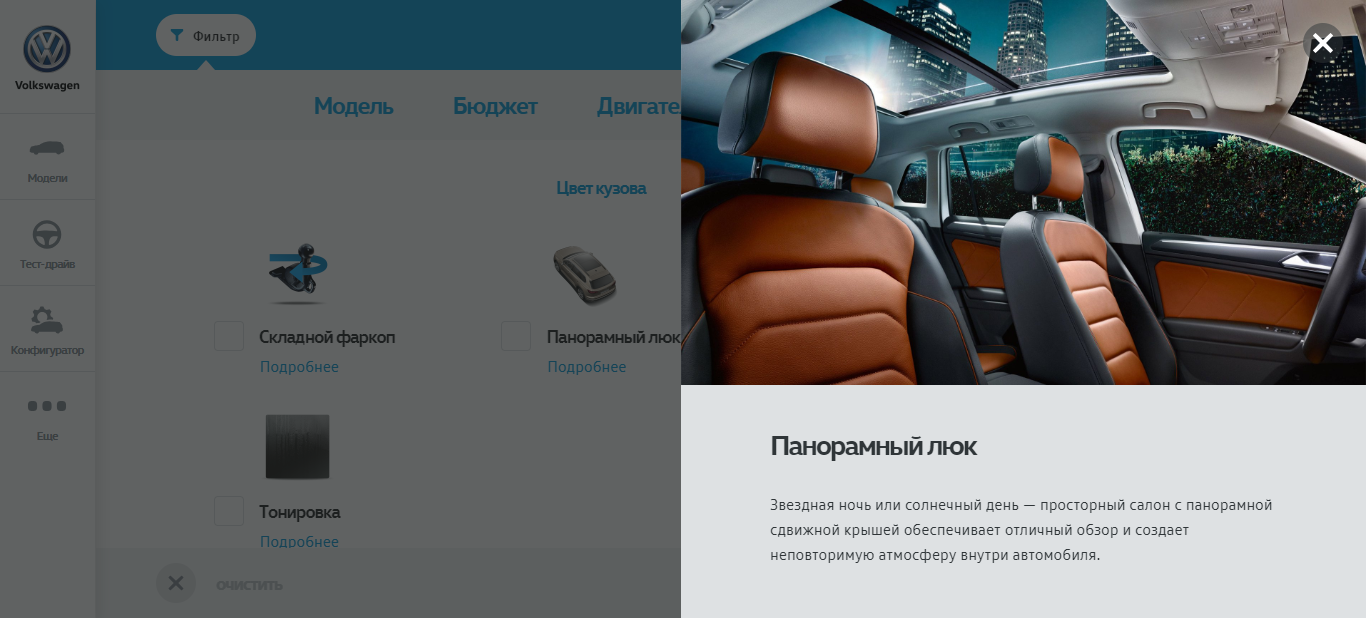 Volkswagen
Модели
Тест-драйв
Конфигуратор
Еще
Фильтр
Модель Бюджет Двигате
Цвет кузова
Складной фаркоп
Подробнее
Панорамный люк
Подробнее
Тонировка
Подробнее
очистить
Панорамный люк
Звездная ночь или солнечный день — просторный салон с панорамной
сдвижной крышей обеспечивает отличный обзор и создает
неповторимую атмосферу внутри автомобиля.